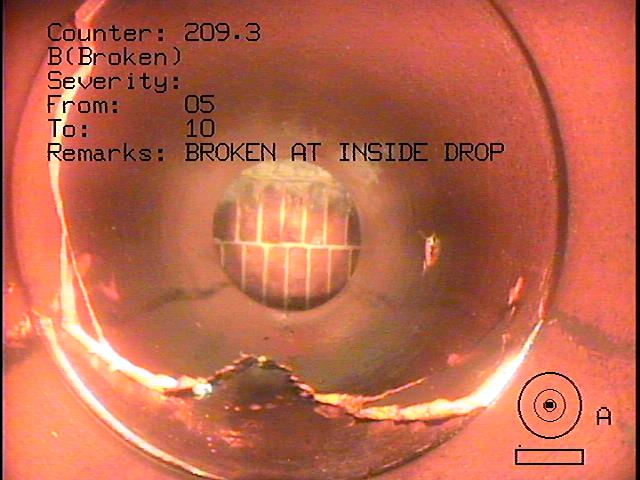 Counter: 209.3
B(Broken)
Severity:
From: 05
To: 10
Remarks: BROKEN AT INSIDE DROP
A